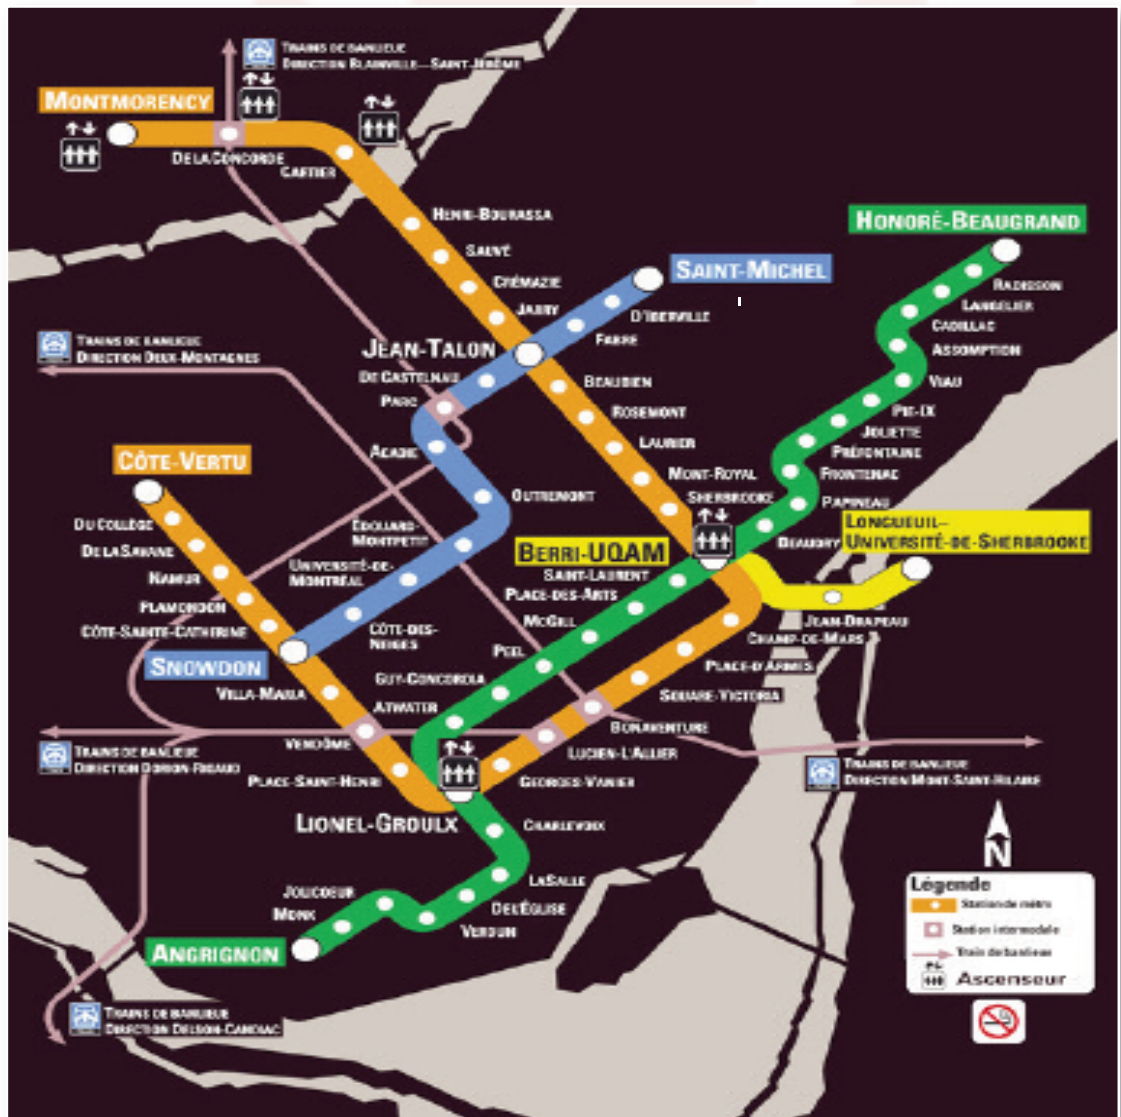 TRAINS DE BANLIEUE
DIRECTION BLAINVILLE—SAINT-JÉRÔME
MONTMORENCY
DE LA CONCORDE
CARTIER
HENRI-BOURASSA
SAUVÉ
CRÉMAZIE
JARRY
HONORÉ-BEAUGRAND
RADISSON
LANGELIER
CADILLAC
ASSOMPTION
VIAU
PIE-IX
JOLIETTE
PRÉFONTAINE
FRONTENAC
PAPINEAU
BEAUDRY
SAINT-MICHEL
D'IBERVILLE
FABRE
JEAN-TALON
DE CASTELNAU
PARC
ACADIE
OUTREMONT
ÉDOUARD-
MONTPETIT
UNIVERSITÉ-DE-
MONTRÉAL
CÔTE-DES-
NEIGES
SNOWDON
TRAINS DE BANLIEUE
DIRECTION DEUX-MONTAGNES
BEAUBIEN
ROSEMONT
LAURIER
MONT-ROYAL
SHERBROOKE
BERRI-UQAM
LONGUEUIL–
UNIVERSITÉ-DE-SHERBROOKE
JEAN-DRAPEAU
CHAMP-DE-MARS
PLACE-D'ARMES
SQUARE-VICTORIA
BONAVENTURE
LUCIEN-L'ALLIER
GEORGES-VANIER
CÔTE-VERTU
DU COLLÈGE
DE LA SAVANE
NAMUR
PLAMONDON
CÔTE-SAINTE-CATHERINE
VILLA-MARIA
VENDÔME
PLACE-SAINT-HENRI
LIONEL-GROULX
SAINT-LAURENT
PLACE-DES-ARTS
MCGILL
PEEL
GUY-CONCORDIA
ATWATER
CHARLEVOIX
LASALLE
DE L'ÉGLISE
VERDUN
JOLICOEUR
MONK
ANGRIGNON
TRAINS DE BANLIEUE
DIRECTION DORION-RIGAUD
TRAINS DE BANLIEUE
DIRECTION MONT-SAINT-HILAIRE
TRAINS DE BANLIEUE
DIRECTION DELSON-CANDIAC
N
Légende
Station de métro
Station intermodale
Train de banlieue
Ascenseur